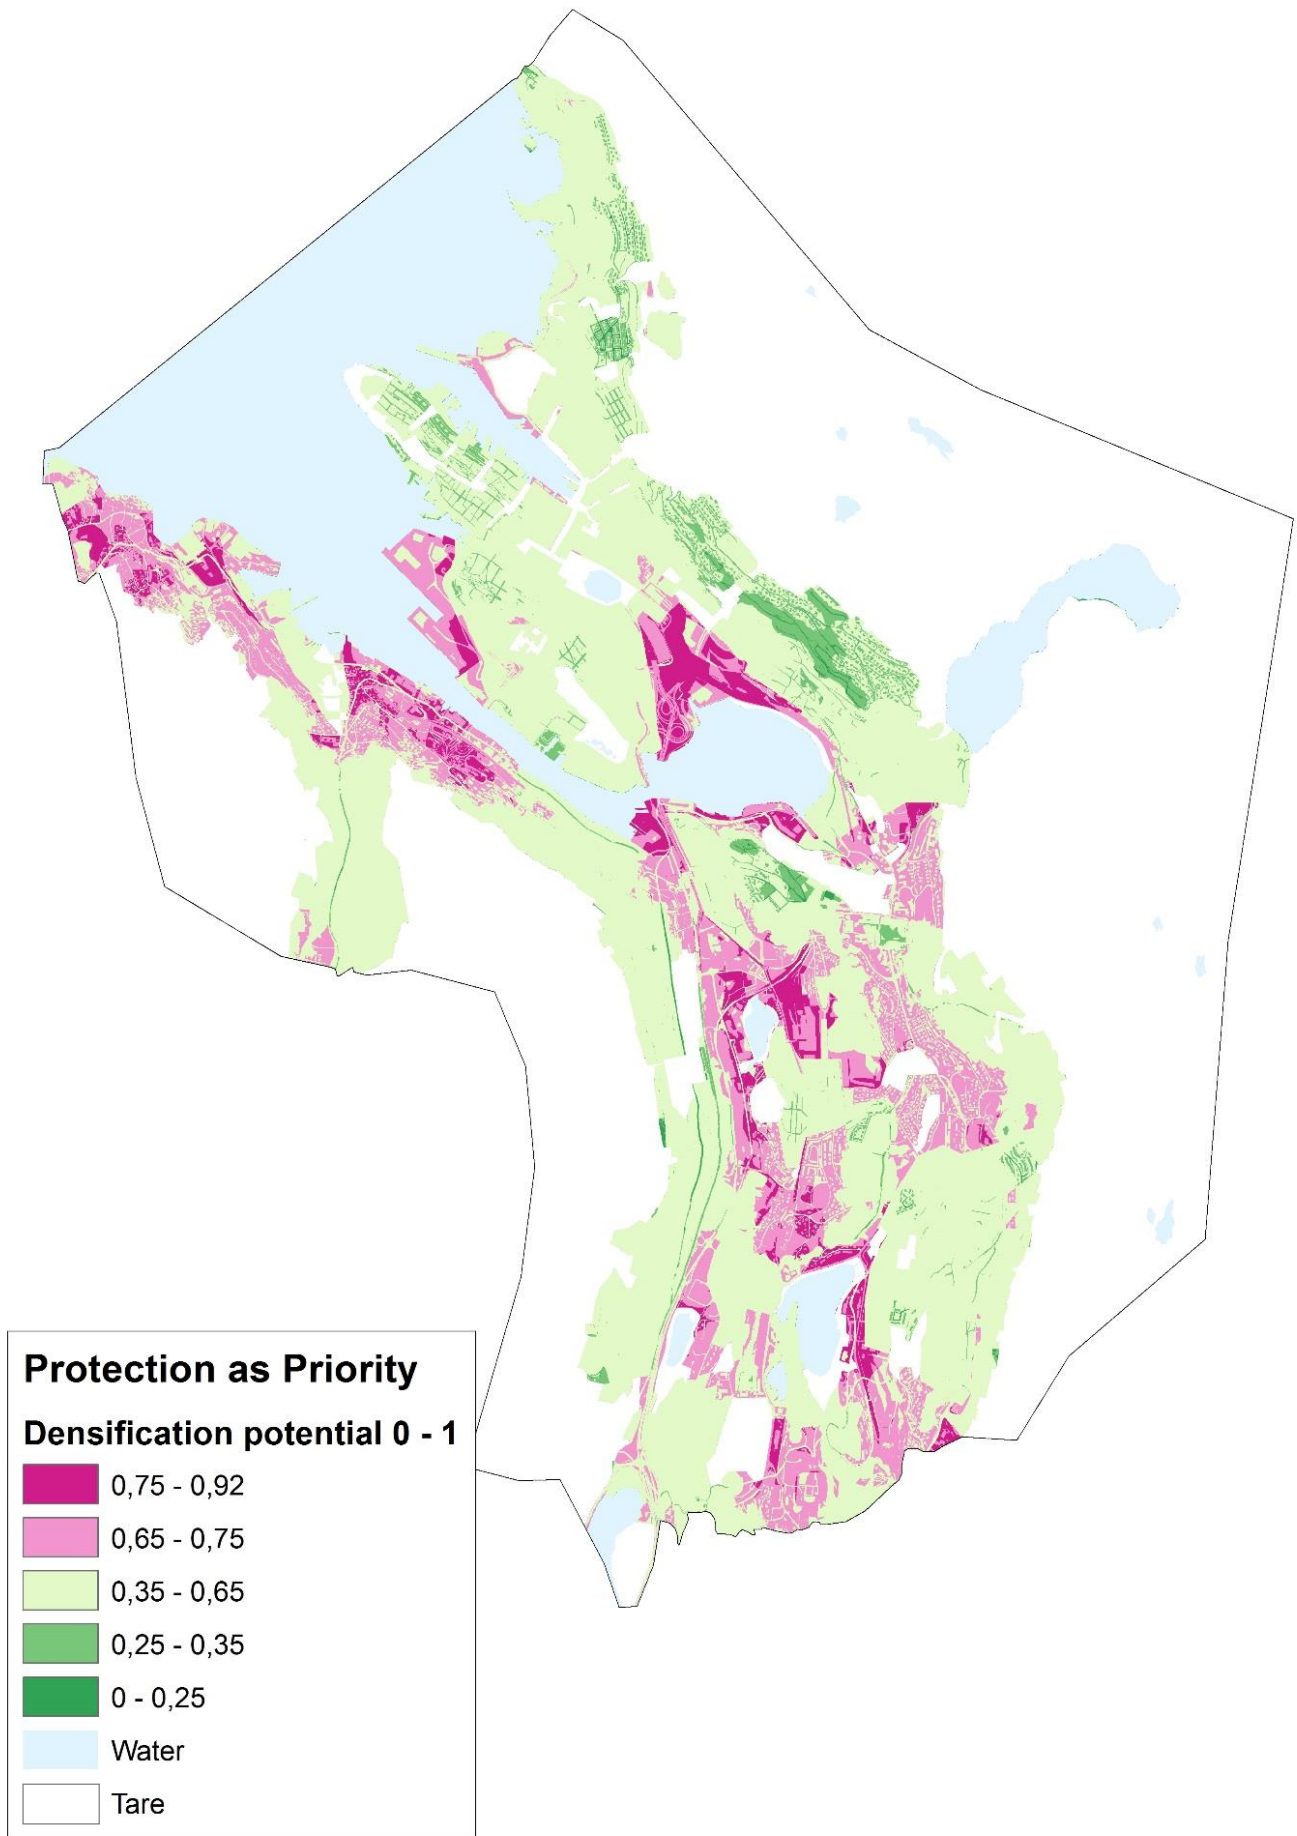 Protection as Priority
Densification potential 0 - 1
0,75 - 0,92
0,65 - 0,75
0,35 - 0,65
0,25 - 0,35
0 - 0,25
Water
Tare